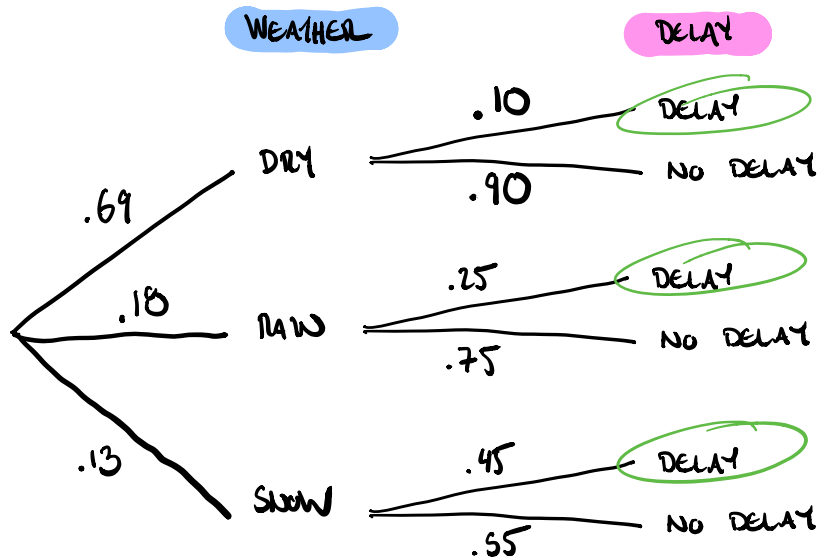 WEATHER DELAY
.10 DELAY
DRY NO DELAY
.90
.69
.25 DELAY
.18
RAIN NO DELAY
.75
.13
.45 DELAY
SNOW NO DELAY
.55